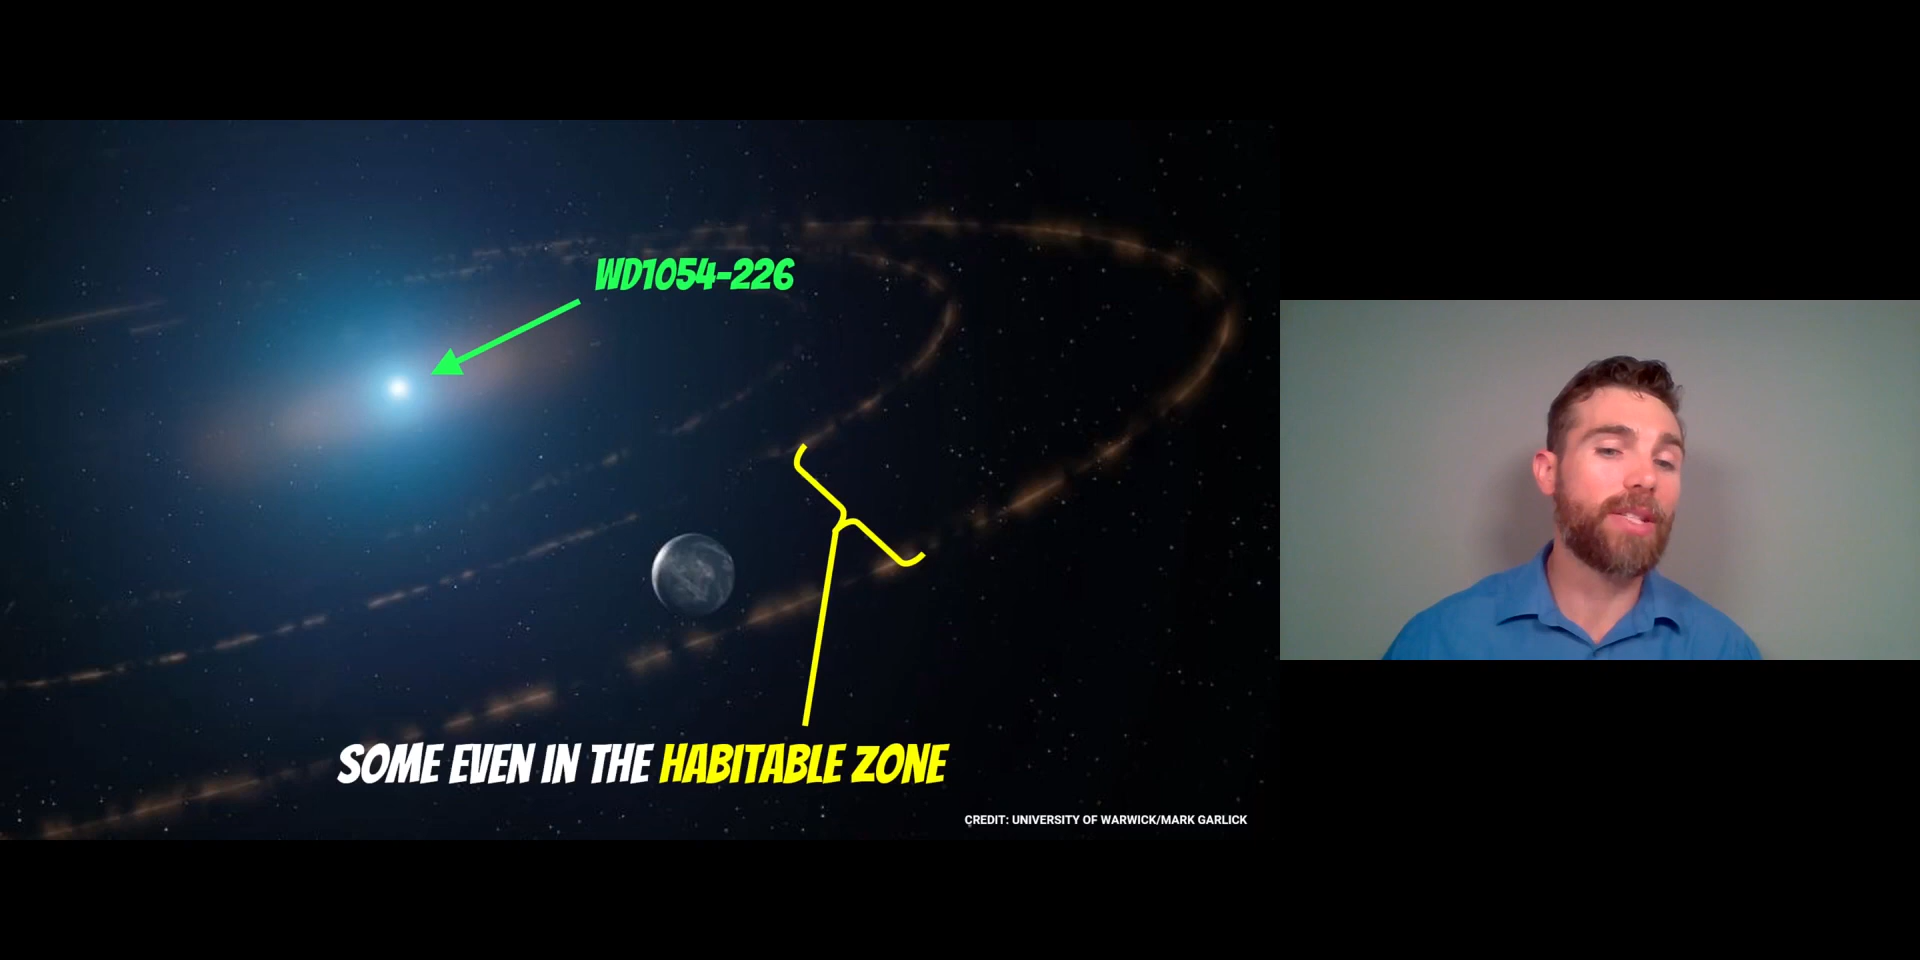 WD1054-226
SOME EVEN IN THE HABITABLE ZONE
CREDIT: UNIVERSITY OF WARWICK/MARK GARLICK